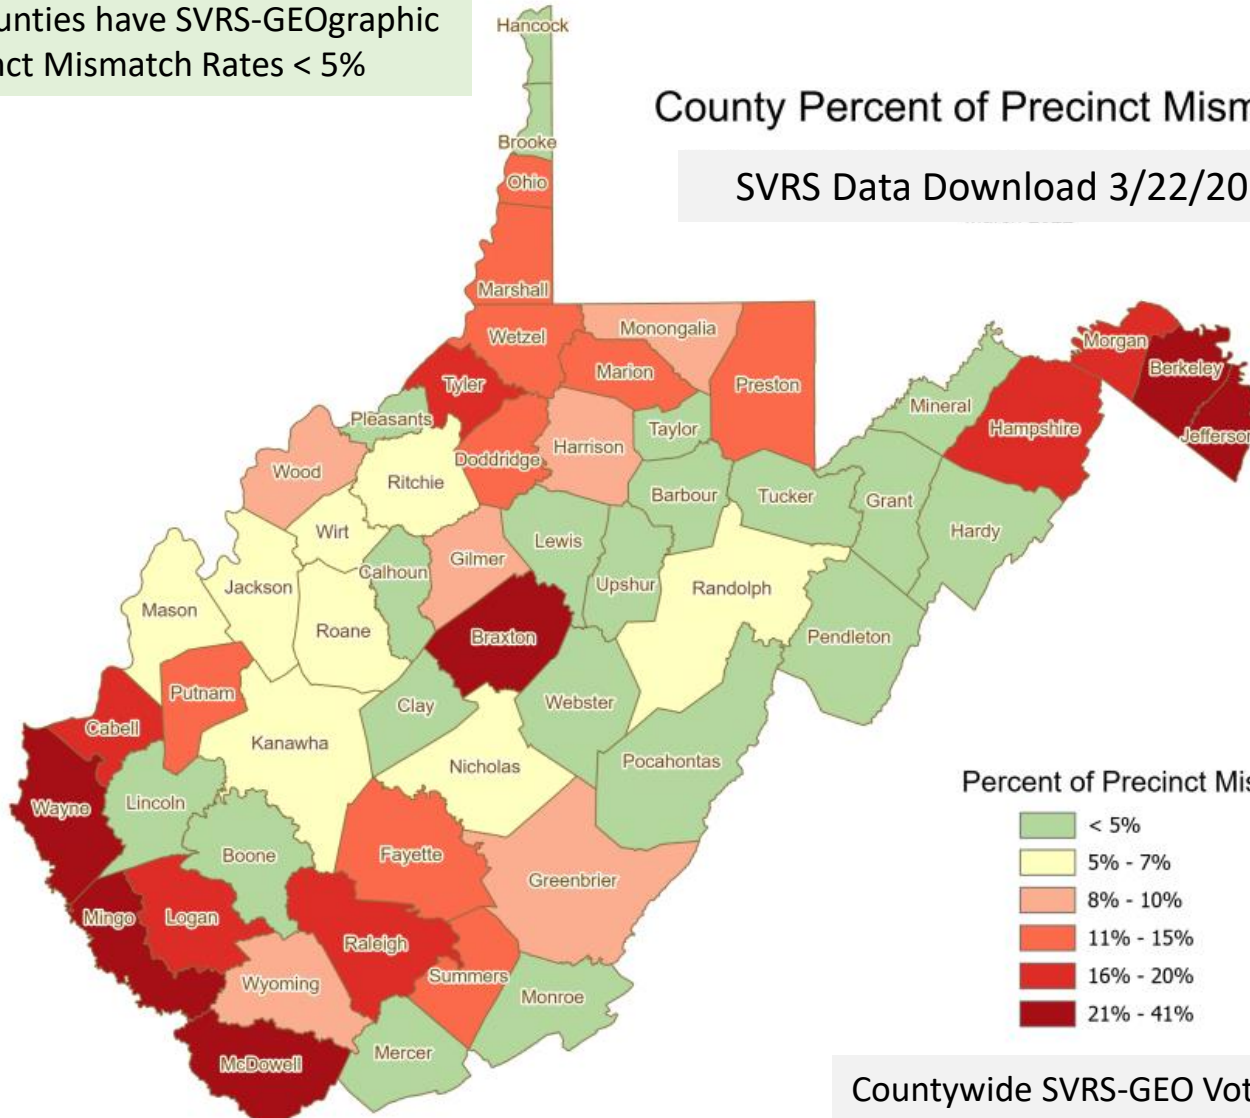 unties have SVRS-GEOgraphic
nct Mismatch Rates < 5%
County Percent of Precinct Mism
SVRS Data Download 3/22/20
Hancock
Brooke
Ohio
Marshall
Wetzel
Monongalia
Marion
Preston
Tyler
Pleasants
Taylor
Morgan
Berkeley
Mineral
Hampshire
Jefferson
Wood
Ritchie
Doddridge
Harrison
Barbour
Tucker
Grant
Hardy
Wirt
Calhoun
Gilmer
Lewis
Upshur
Randolph
Mason
Jackson
Roane
Braxton
Pendleton
Putnam
Clay
Webster
Cabell
Kanawha
Nicholas
Pocahontas
Wayne
Lincoln
Boone
Fayette
Greenbrier
Mingo
Logan
Raleigh
Summers
Wyoming
Monroe
McDowell
Mercer
Percent of Precinct Mis
< 5%
5% - 7%
8% - 10%
11% - 15%
16% - 20%
21% - 41%
Countywide SVRS-GEO Vot